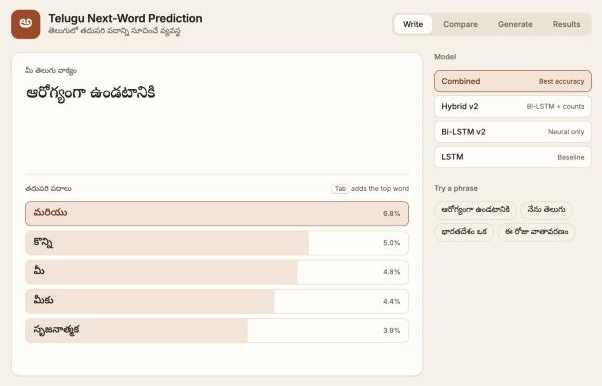 అ
Telugu Next-Word Prediction
తెలుగులో తదుపరి పదాన్ని సూచించే వ్యవస్థ
Write Compare Generate Results
మీ తెలుగు వాక్యం
ఆరోగ్యంగా ఉండటానికి
తదుపరి పదాలు
Tab adds the top word
మరియు 6.8%
కొన్ని 5.0%
మీ 4.8%
మీకు 4.4%
సృజనాత్మక 3.9%
Model
Combined Best accuracy
Hybrid v2 Bi-LSTM + counts
Bi-LSTM v2 Neural only
LSTM Baseline
Try a phrase
ఆరోగ్యంగా ఉండటానికి నేను తెలుగు
భారతదేశం ఒక ఈ రోజు వాతావరణం